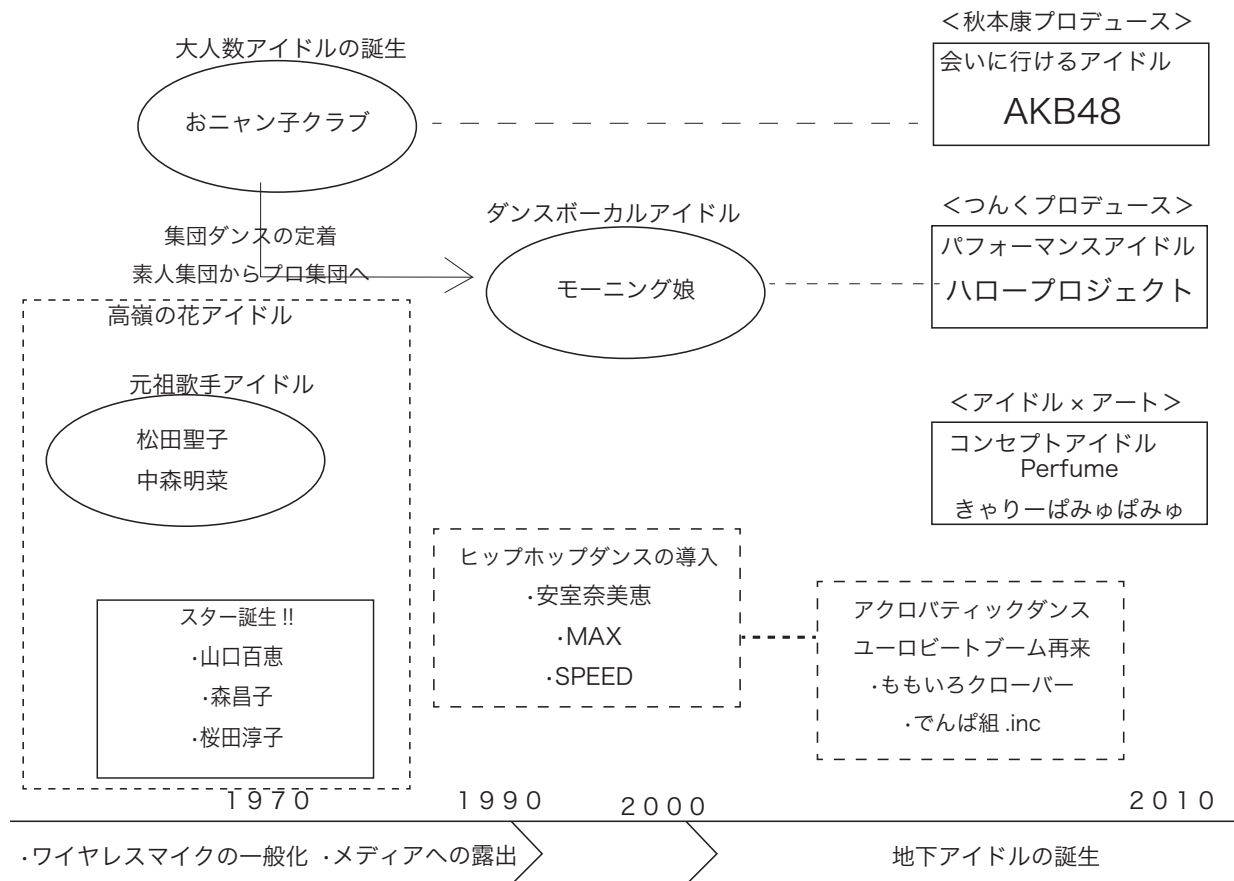 大人数アイドルの誕生
おニャン子クラブ
＜秋本康プロデュース＞
会いに行けるアイドル
AKB48
集団ダンスの定着
素人集団からプロ集団へ
ダンスボーカルアイドル
モーニング娘
＜つんくプロデュース＞
パフォーマンスアイドル
ハロープロジェクト
高嶺の花アイドル
元祖歌手アイドル
松田聖子
中森明菜
＜アイドル×アート＞
コンセプトアイドル
Perfume
きゃりーぱみゅぱみゅ
スター誕生!!
・山口百恵
・森昌子
・桜田淳子
ヒップホップダンスの導入
・安室奈美恵
・MAX
・SPEED
アクロバティックダンス
ユーロビートブーム再来
・ももいろクローバー
・でんぱ組.inc
1970
1990
2000
2010
・ワイヤレスマイクの一般化 ・メディアへの露出
地下アイドルの誕生